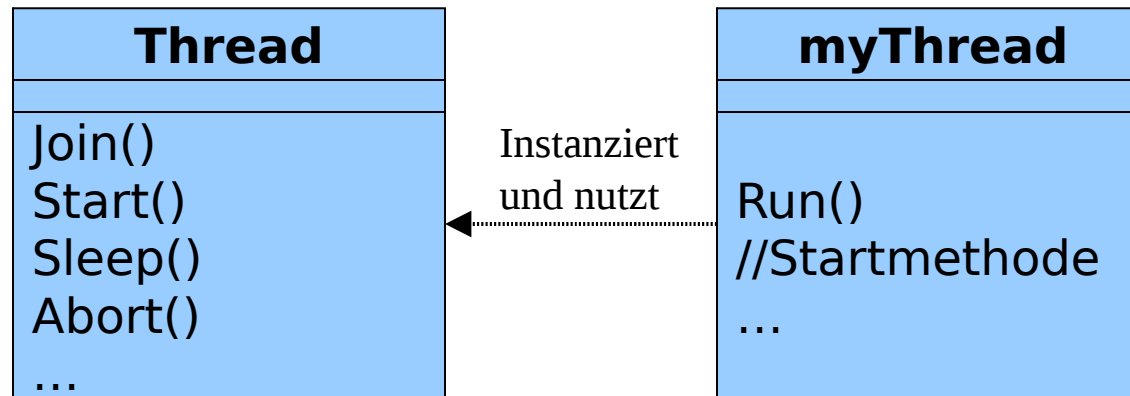 Thread
Join()
Start()
Sleep()
Abort()
...
Instanziert
und nutzt
myThread
Run()
//Startmethode
...